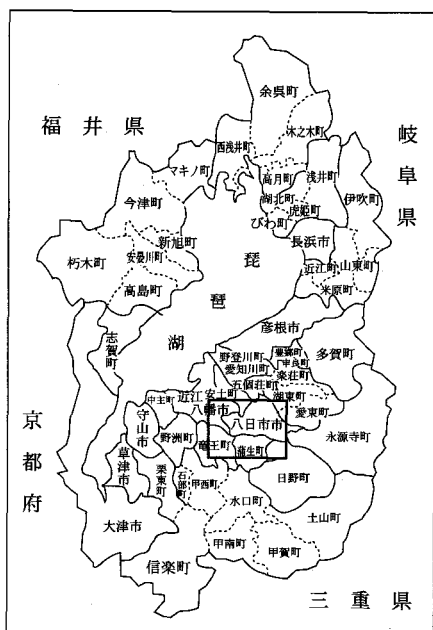 余呉町
木之本町
福井県
西浅井町
岐阜県
マキノ町
高月町
浅井町
湖北町
伊吹町
今津町
虎姫町
びわ町
新旭町
長浜市
朽木町
安曇川町
近江町
山東町
米原町
高島町
琵琶湖
彦根市
志賀町
豊郷町
多賀町
野登川町
甲良町
愛知川町
楽荘町
五個荘町
湖東町
安土町
近江八幡市
愛東町
中主町
京都府
守山市
八日市市
永源寺町
野洲町
竜王町
蒲生町
草津市
栗東町
石部町
甲西町
日野町
水口町
土山町
大津市
甲南町
甲賀町
信楽町
三重県